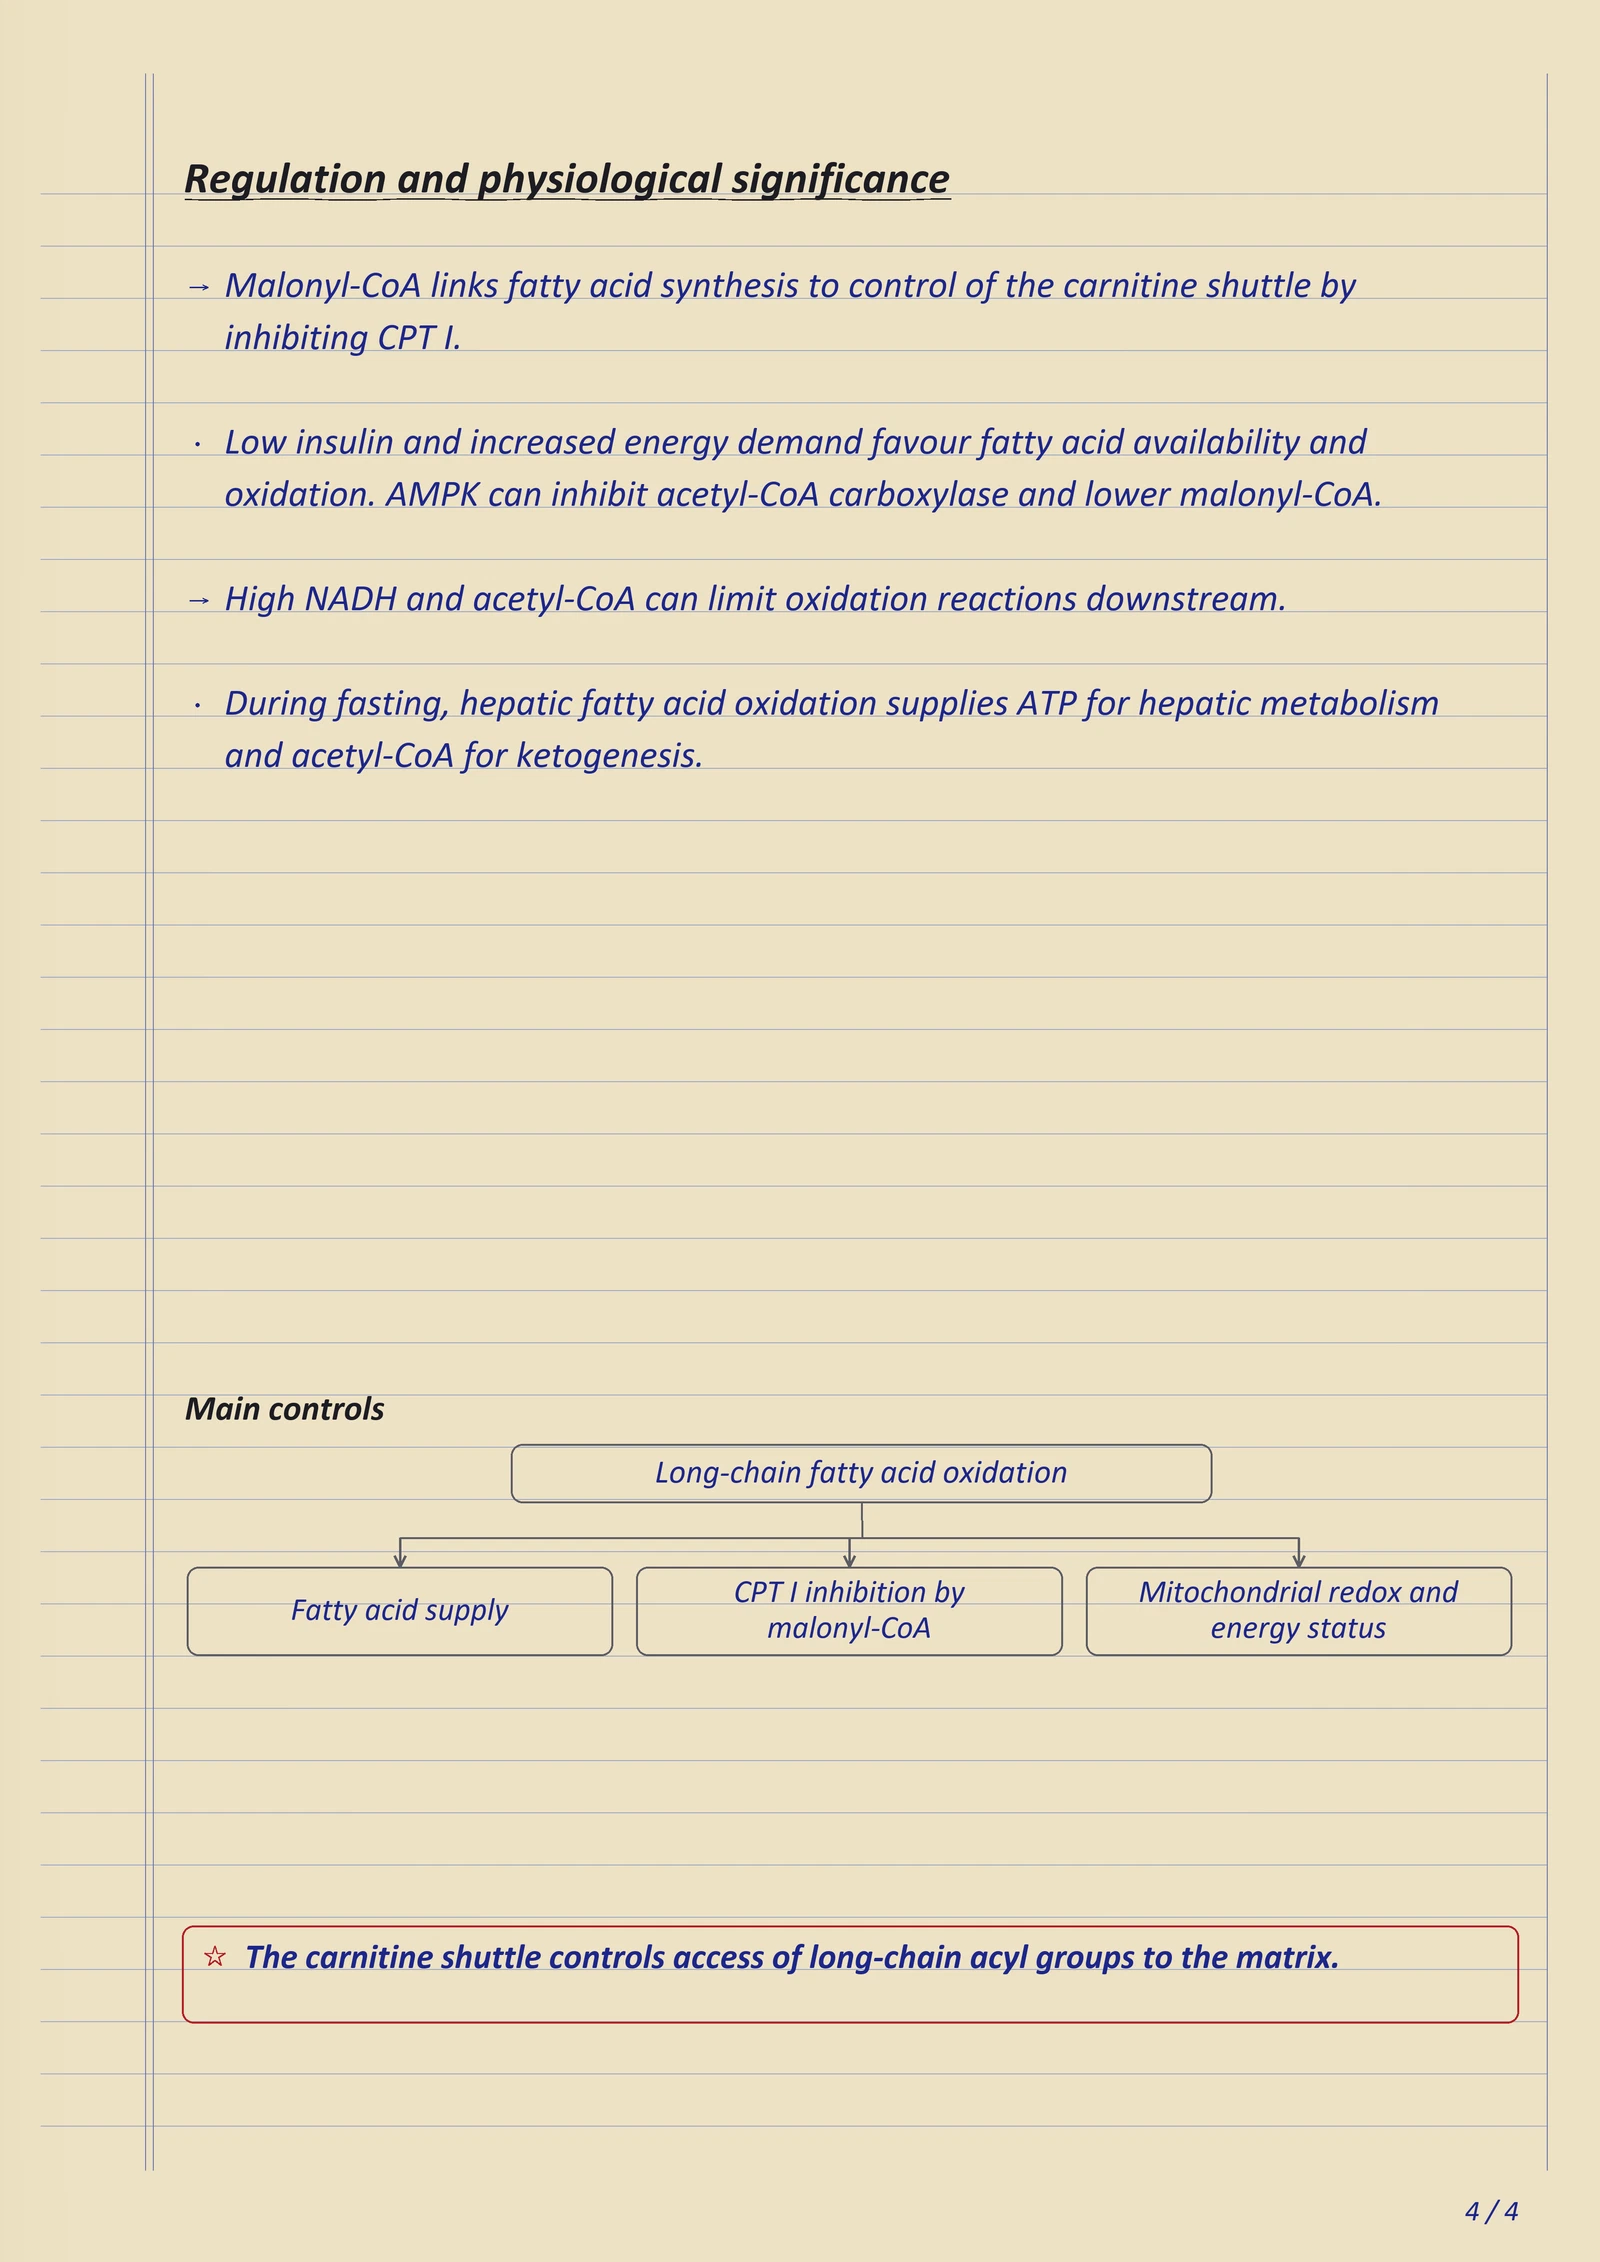 Regulation and physiological significance
→ Malonyl-CoA links fatty acid synthesis to control of the carnitine shuttle by
inhibiting CPT I.
· Low insulin and increased energy demand favour fatty acid availability and
oxidation. AMPK can inhibit acetyl-CoA carboxylase and lower malonyl-CoA.
→ High NADH and acetyl-CoA can limit oxidation reactions downstream.
· During fasting, hepatic fatty acid oxidation supplies ATP for hepatic metabolism
and acetyl-CoA for ketogenesis.
Main controls
Long-chain fatty acid oxidation
Fatty acid supply
CPT I inhibition by
malonyl-CoA
Mitochondrial redox and
energy status
☆ The carnitine shuttle controls access of long-chain acyl groups to the matrix.
4 / 4